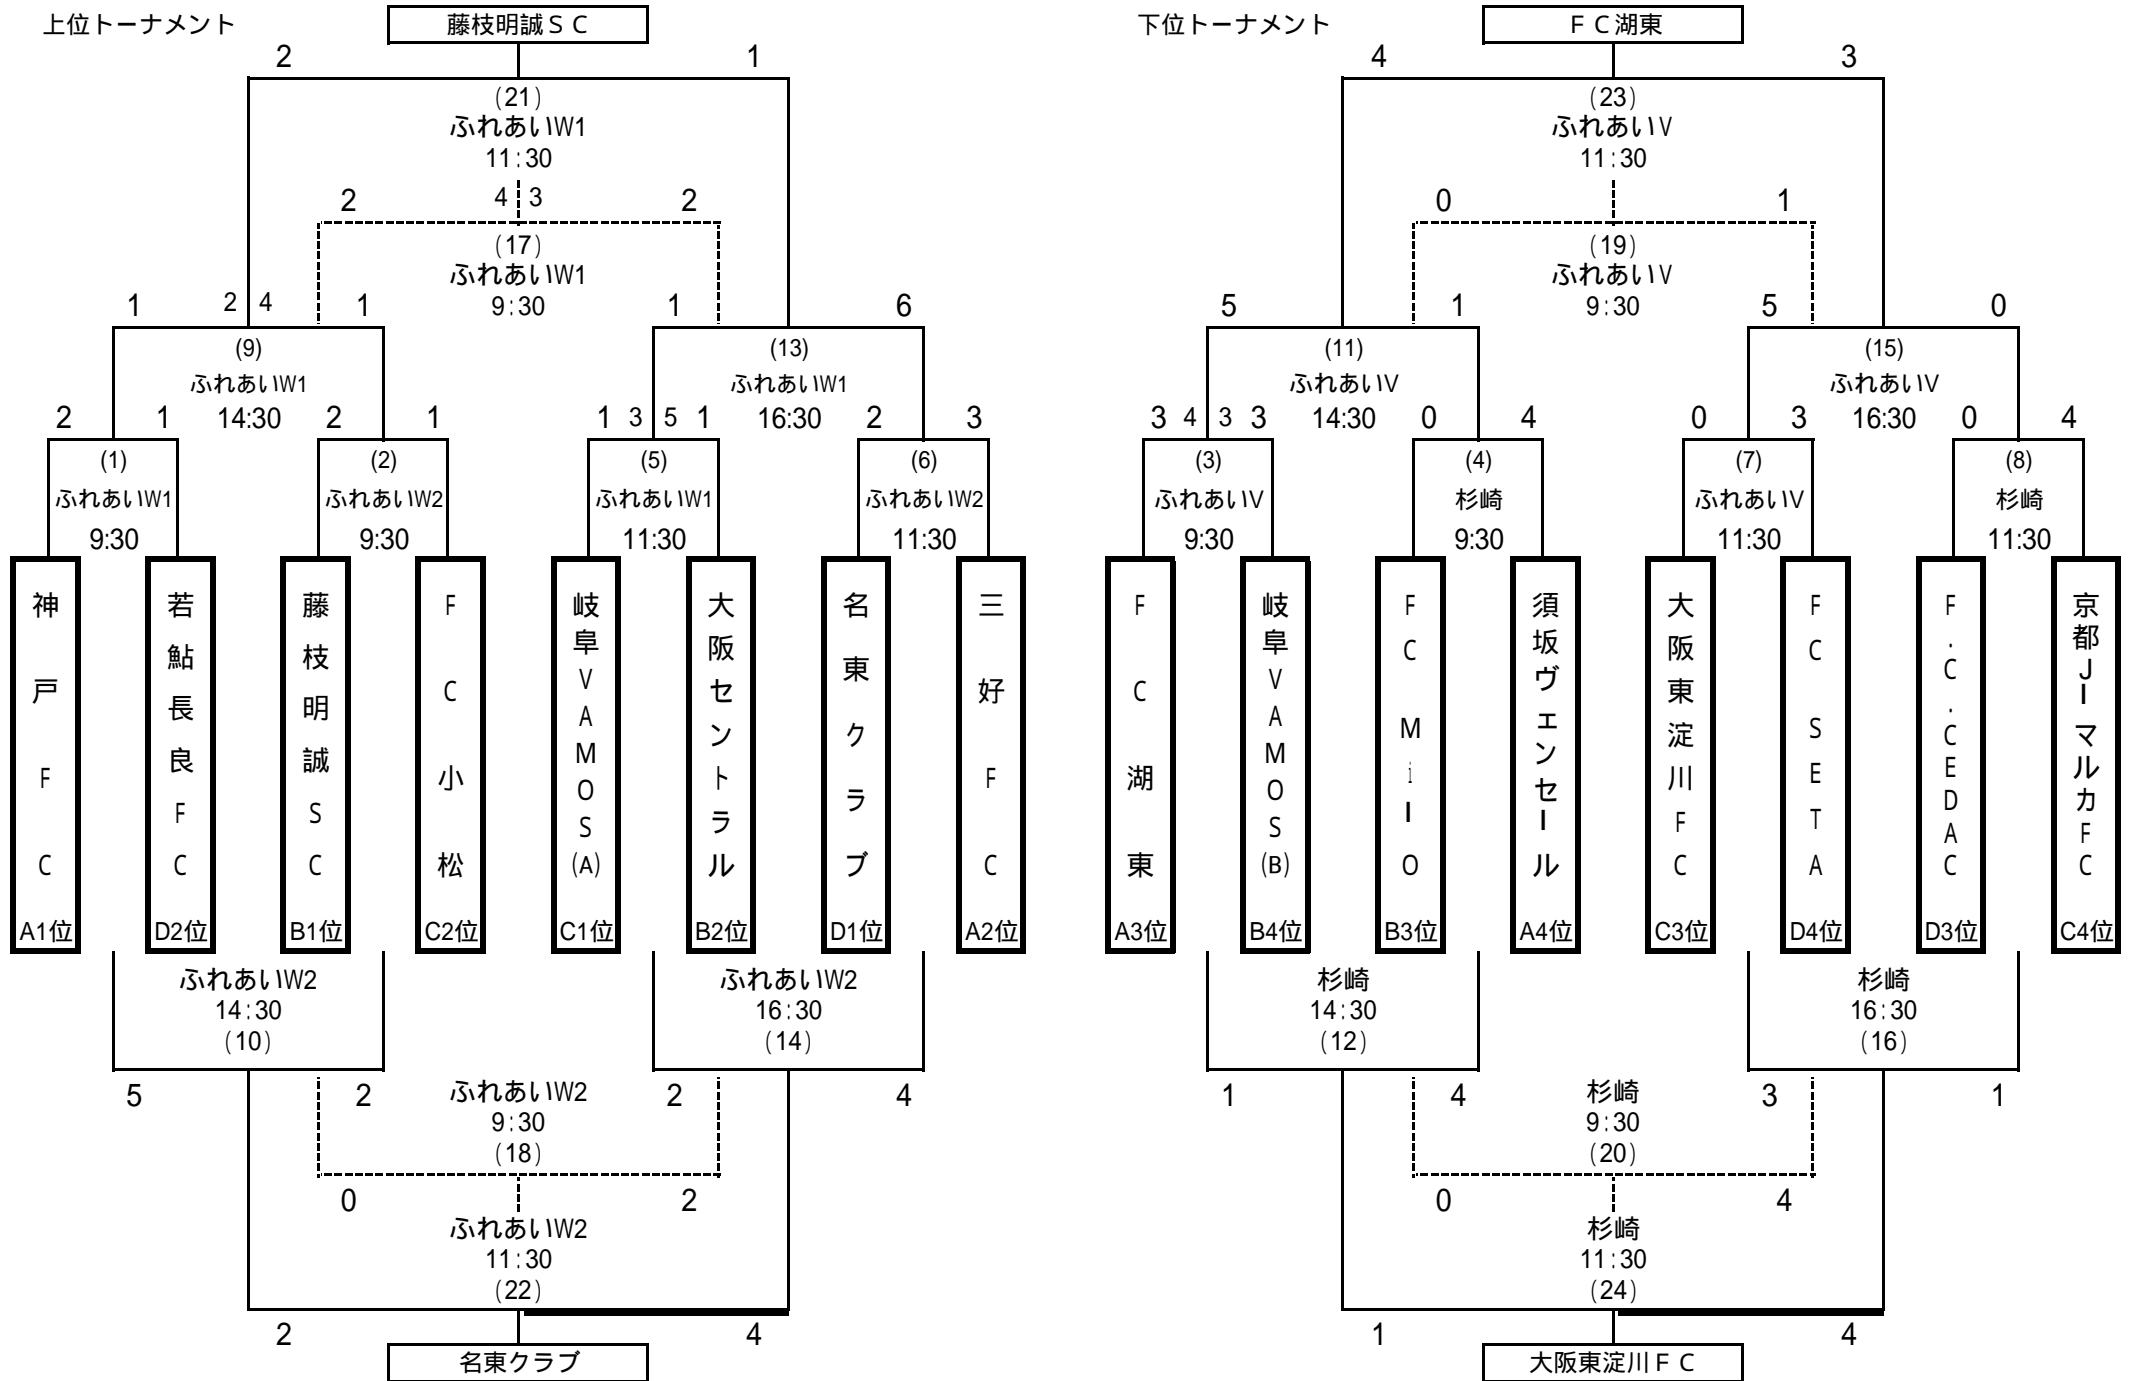 上位トーナメント
藤枝明誠ＳＣ
2 1
(21)
ふれあいW1
11:30
2 4 3 2
(17)
ふれあいW1
9:30
1 2 4 1
1 6
(9)
ふれあいW1
14:30
(13)
ふれあいW1
16:30
2 1
2 1
1 3 5 1
2 3
(1)
ふれあいW1
9:30
(2)
ふれあいW2
9:30
(5)
ふれあいW1
11:30
(6)
ふれあいW2
11:30
神戸FC
A1位
若鮎長良FC
D2位
藤枝明誠SC
B1位
FC小松
C2位
岐阜VAMOS(A)
C1位
大阪セントラル
B2位
名東クラブ
D1位
三好FC
A2位
ふれあいW2
14:30
(10)
ふれあいW2
16:30
(14)
5 2
2 4
ふれあいW2
9:30
(18)
0 2
ふれあいW2
11:30
(22)
2 4
名東クラブ
下位トーナメント
ＦＣ湖東
4 3
(23)
ふれあいV
11:30
0 1
(19)
ふれあいV
9:30
5 1
5 0
(11)
ふれあいV
14:30
(15)
ふれあいV
16:30
3 4 3 3
0 4
0 3
0 4
(3)
ふれあいV
9:30
(4)
杉崎
9:30
(7)
ふれあいV
11:30
(8)
杉崎
11:30
FC湖東
A3位
岐阜VAMOS(B)
B4位
FC MiーO
B3位
須坂ヴェンセール
A4位
大阪東淀川FC
C3位
FC SETA
D4位
F.C.CEDAC
D3位
京都JーマルカFC
C4位
杉崎
14:30
(12)
杉崎
16:30
(16)
1 4
3 1
杉崎
9:30
(20)
0 4
杉崎
11:30
(24)
1 4
大阪東淀川ＦＣ